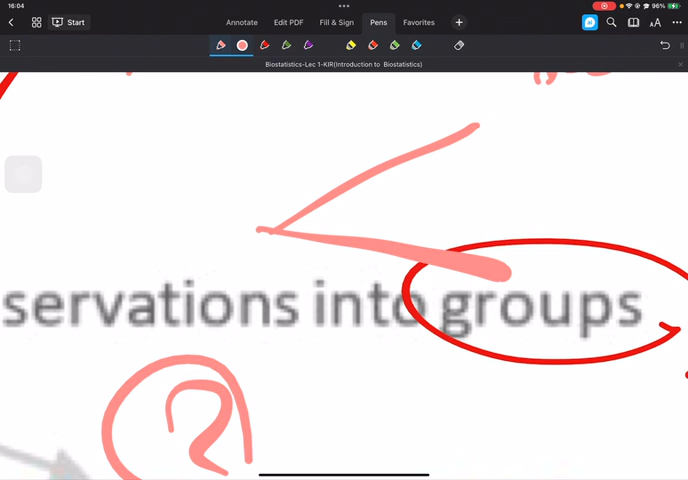 16:04
96%
Start
Annotate Edit PDF Fill & Sign Pens Favorites
Biostatistics-Lec 1-KIR(Introduction to Biostatistics)
servations into groups
?